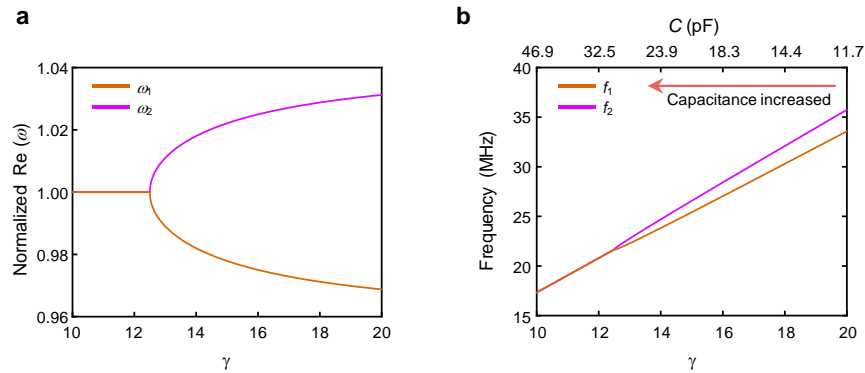 a
1.04
1.02
1.00
0.98
0.96
Normalized Re (ω)
ω1
ω2
10 12 14 16 18 20
γ
b
C (pF)
46.9 32.5 23.9 18.3 14.4 11.7
40
35
30
25
20
15
Frequency (MHz)
f1
f2
Capacitance increased
10 12 14 16 18 20
γ